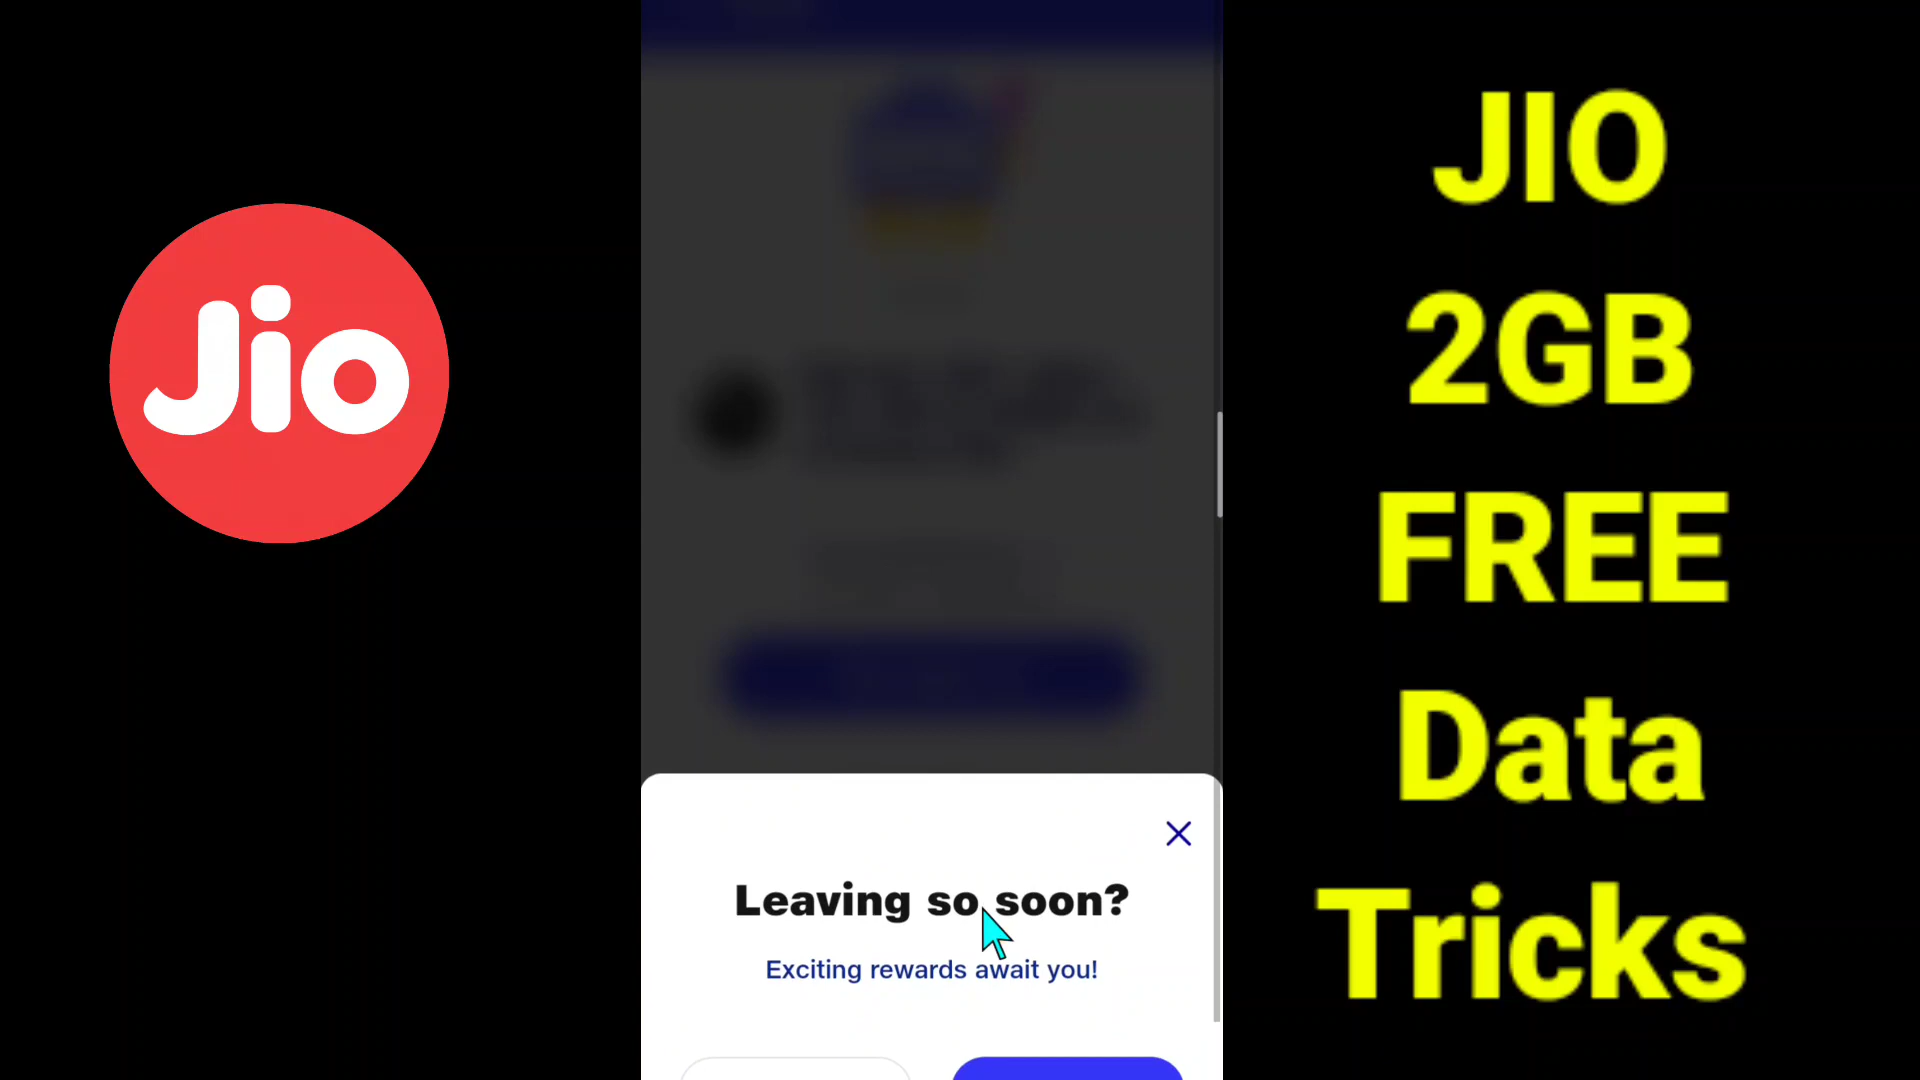 Jio
Leaving so soon?
Exciting rewards await you!
JIO
2GB
FREE
Data
Tricks